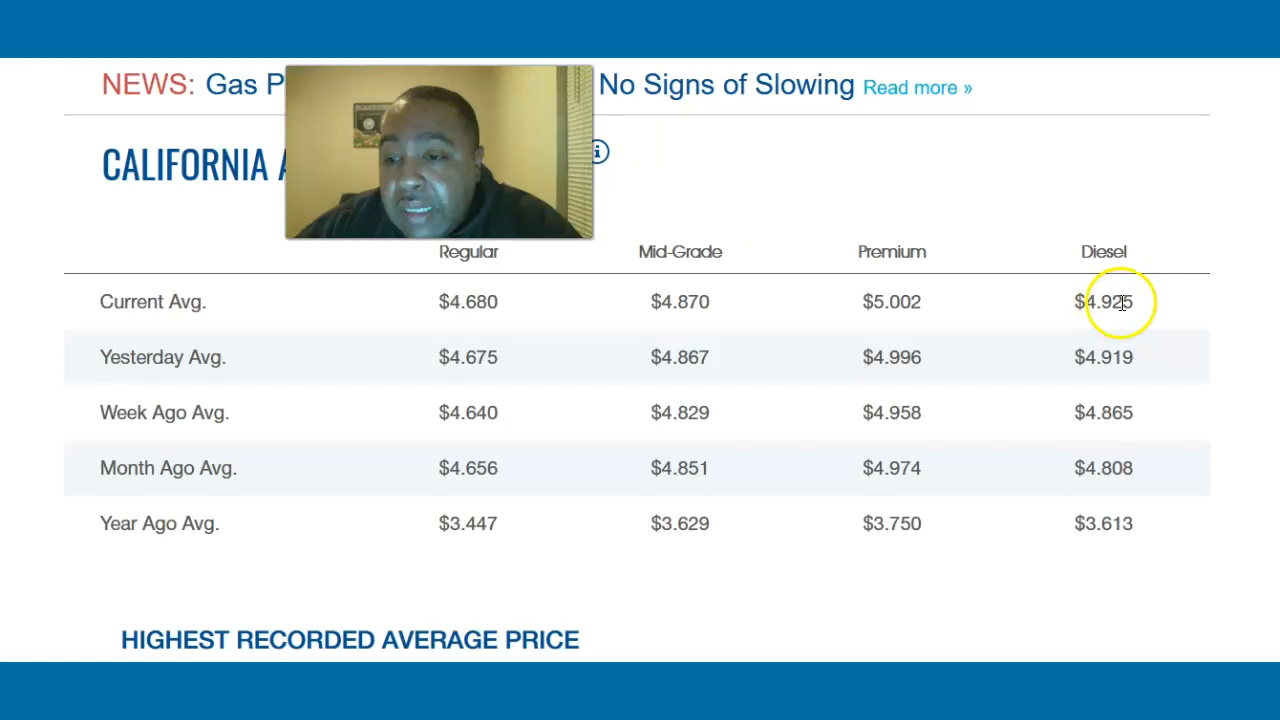 NEWS: Gas P No Signs of Slowing Read more »
CALIFORNIA
Regular Mid-Grade Premium Diesel
Current Avg. $4.680 $4.870 $5.002 $4.925
Yesterday Avg. $4.675 $4.867 $4.996 $4.919
Week Ago Avg. $4.640 $4.829 $4.958 $4.865
Month Ago Avg. $4.656 $4.851 $4.974 $4.808
Year Ago Avg. $3.447 $3.629 $3.750 $3.613
HIGHEST RECORDED AVERAGE PRICE